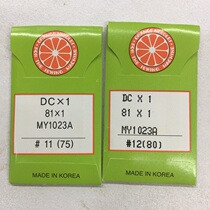 DC×1
81×1
MY1023A
# 11 (75)
MADE IN KOREA
DC X 1
81 X 1
MY1023A
#12(80)
MADE IN KOREA